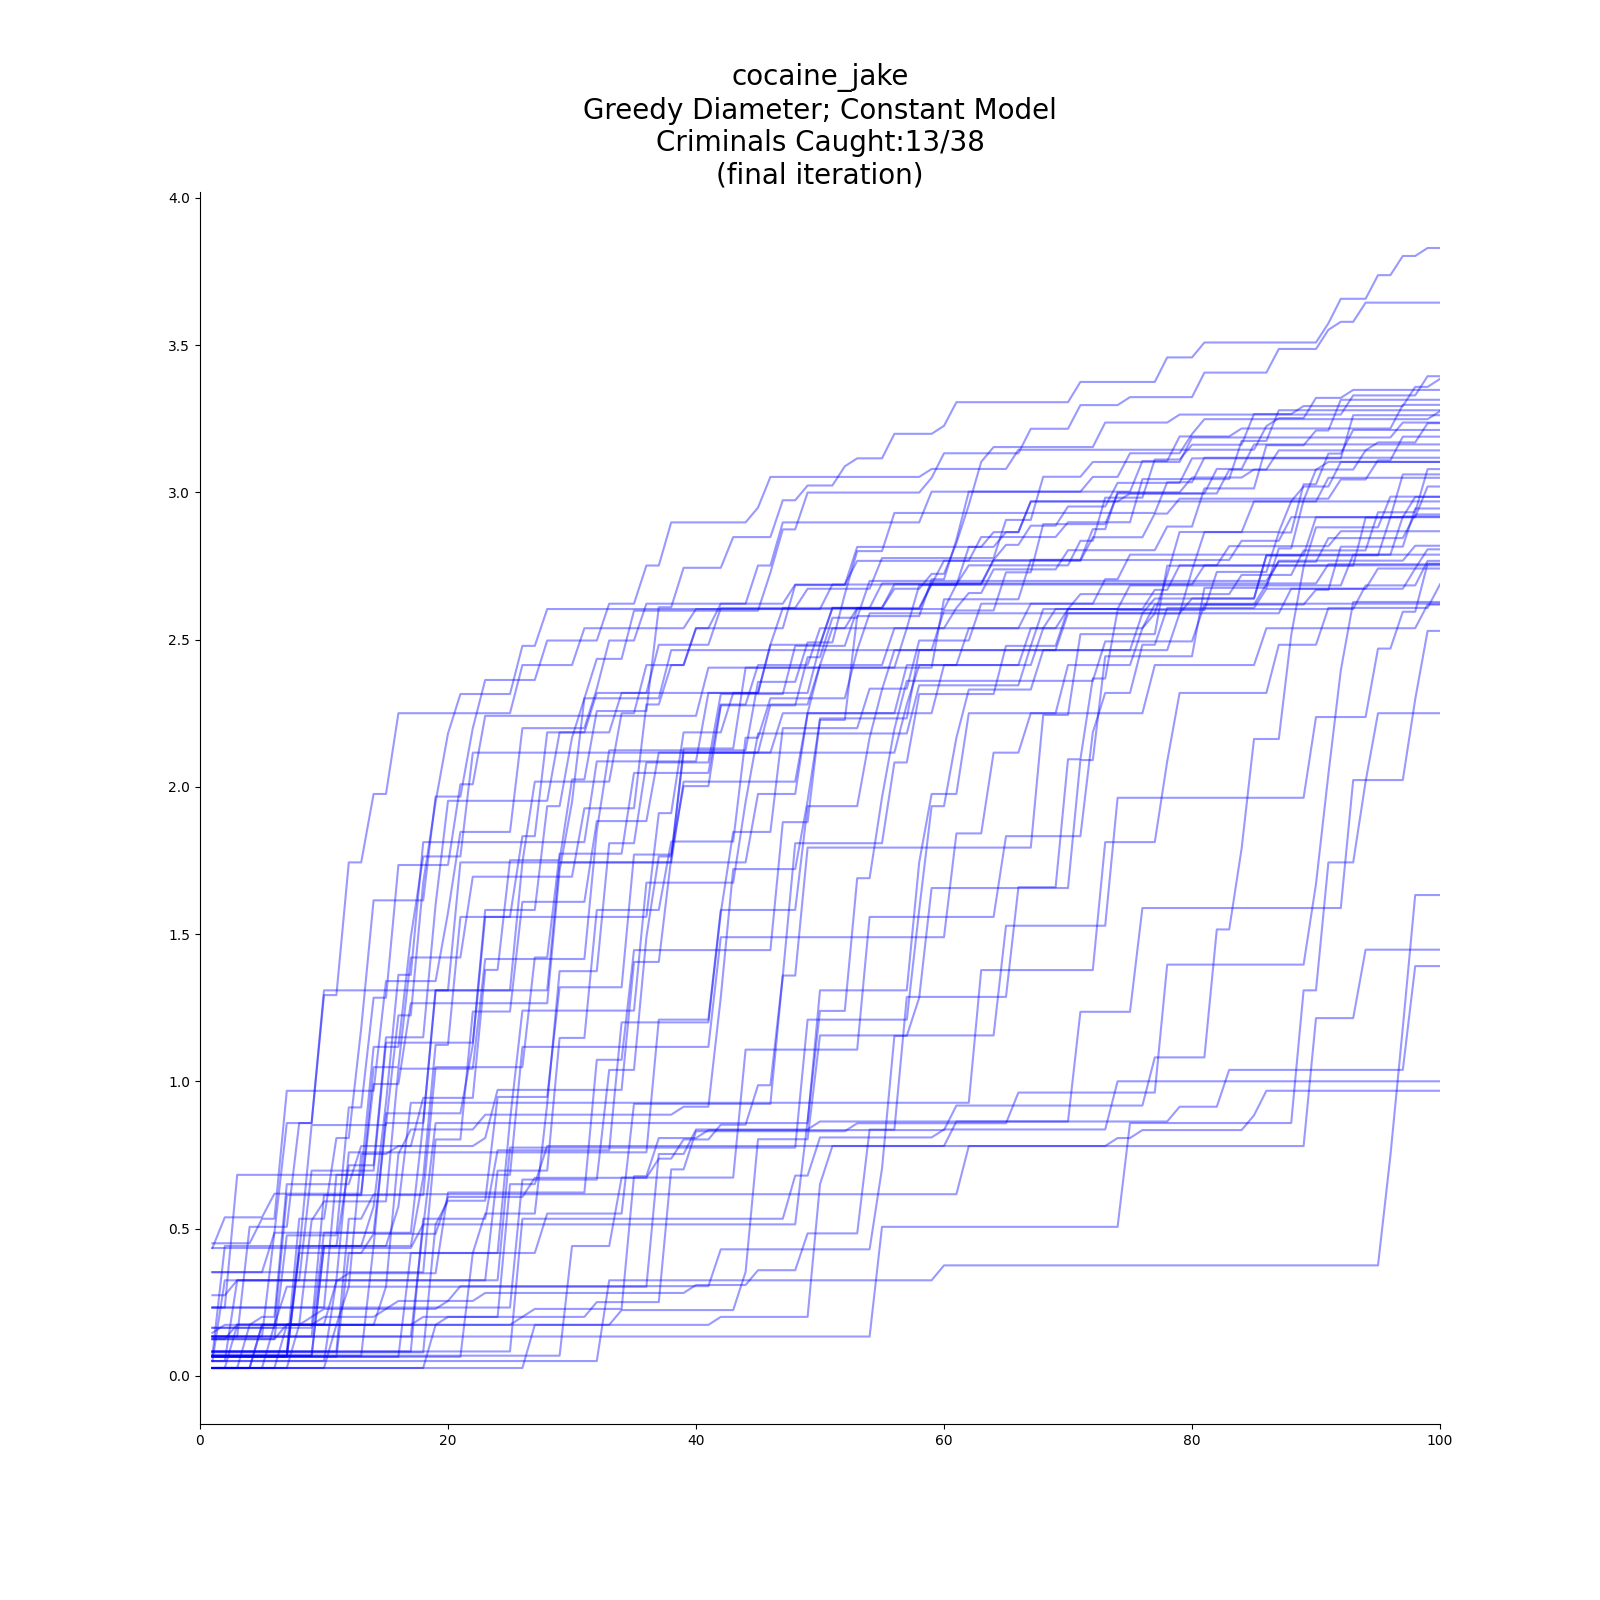 cocaine_jake
Greedy Diameter; Constant Model
Criminals Caught:13/38
(final iteration)
4.0
3.5
3.0
2.5
2.0
1.5
1.0
0.5
0.0
0 20 40 60 80 100